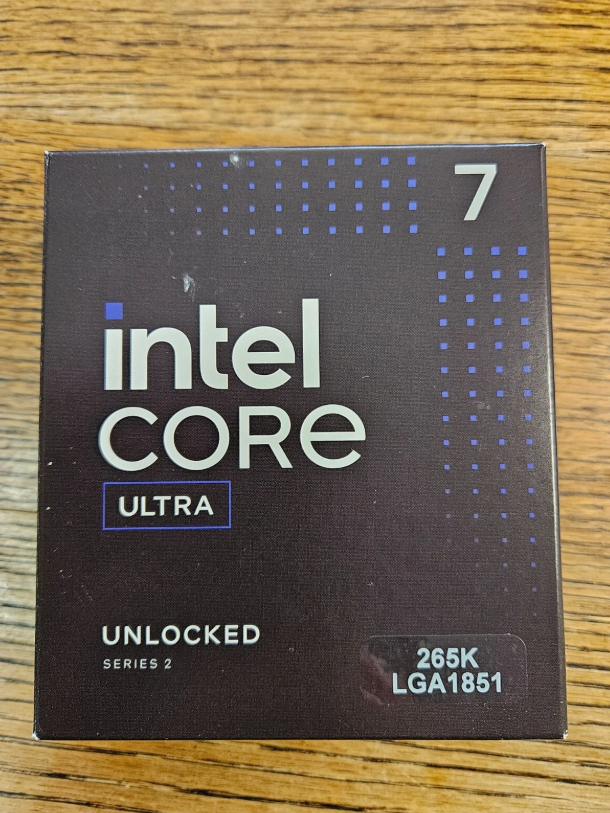 7
intel
CORE
ULTRA
UNLOCKED
SERIES 2
265K
LGA1851